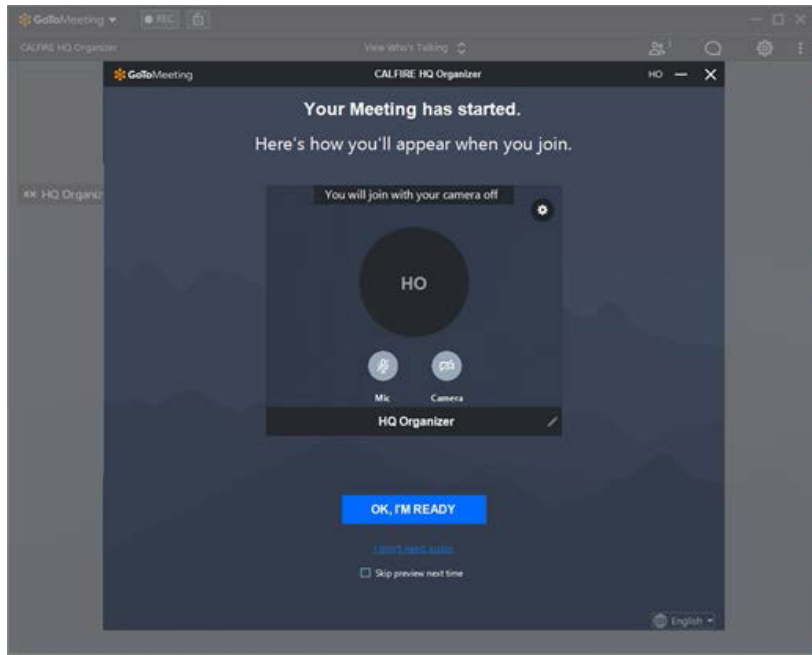 GoToMeeting
REC
CALFIRE HQ Organizer
View Who's Talking
1
GoToMeeting
CALFIRE HQ Organizer
HO
Your Meeting has started.
Here's how you'll appear when you join.
HQ Organiz
You will join with your camera off
HO
Mic
Camera
HQ Organizer
OK, I'M READY
I don't need audio
Skip preview next time
English